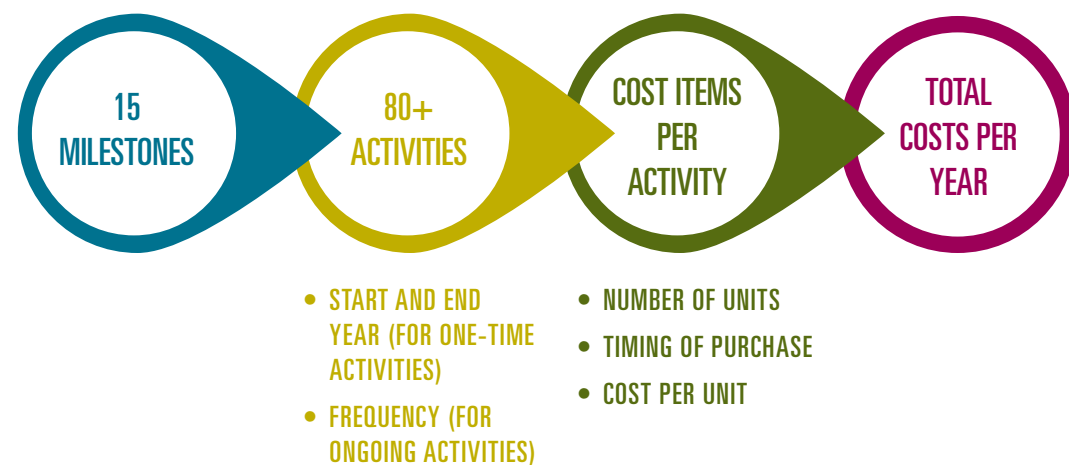 15
MILESTONES
80+
ACTIVITIES
COST ITEMS
PER
ACTIVITY
TOTAL
COSTS PER
YEAR
• START AND END
YEAR (FOR ONE-TIME
ACTIVITIES)
• FREQUENCY (FOR
ONGOING ACTIVITIES)
• NUMBER OF UNITS
• TIMING OF PURCHASE
• COST PER UNIT